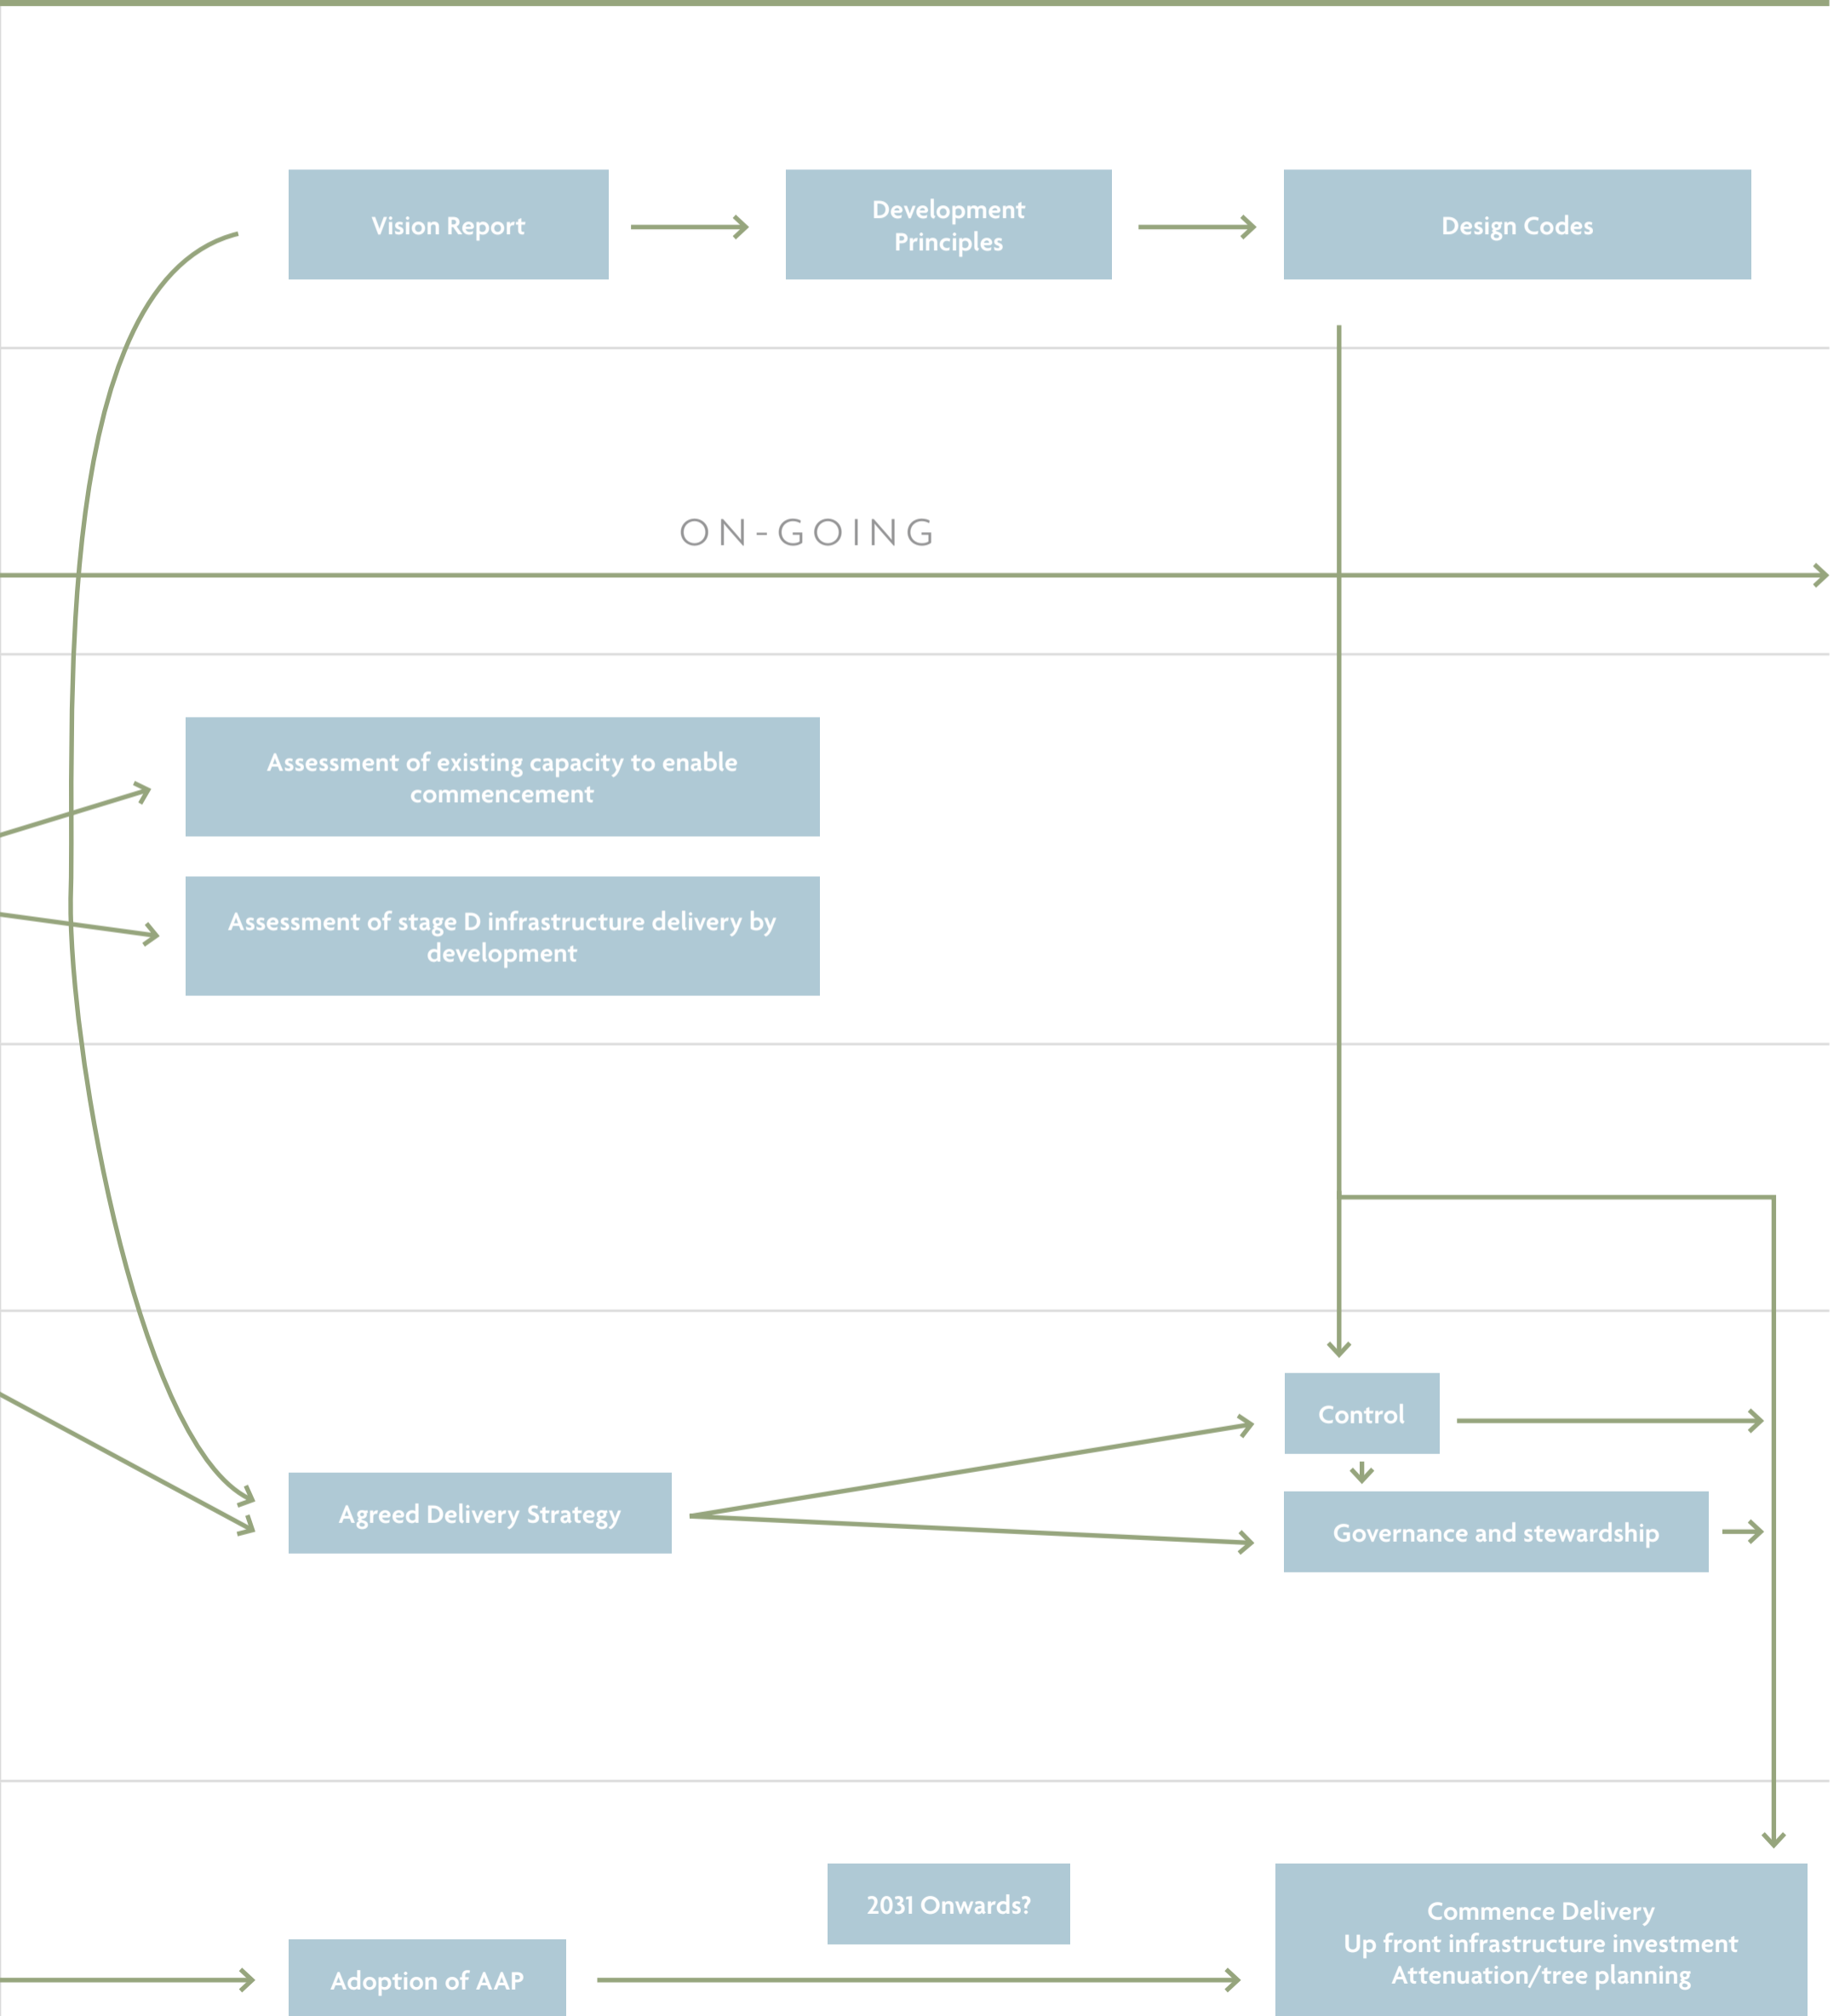 Vision Report
Development
Principles
Design Codes
ON-GOING
Assessment of existing capacity to enable
commencement
Assessment of stage D infrastructure delivery by
development
Control
Agreed Delivery Strategy
Governance and stewardship
2031 Onwards?
Commence Delivery
Up front infrastructure investment
Attenuation/tree planning
Adoption of AAP